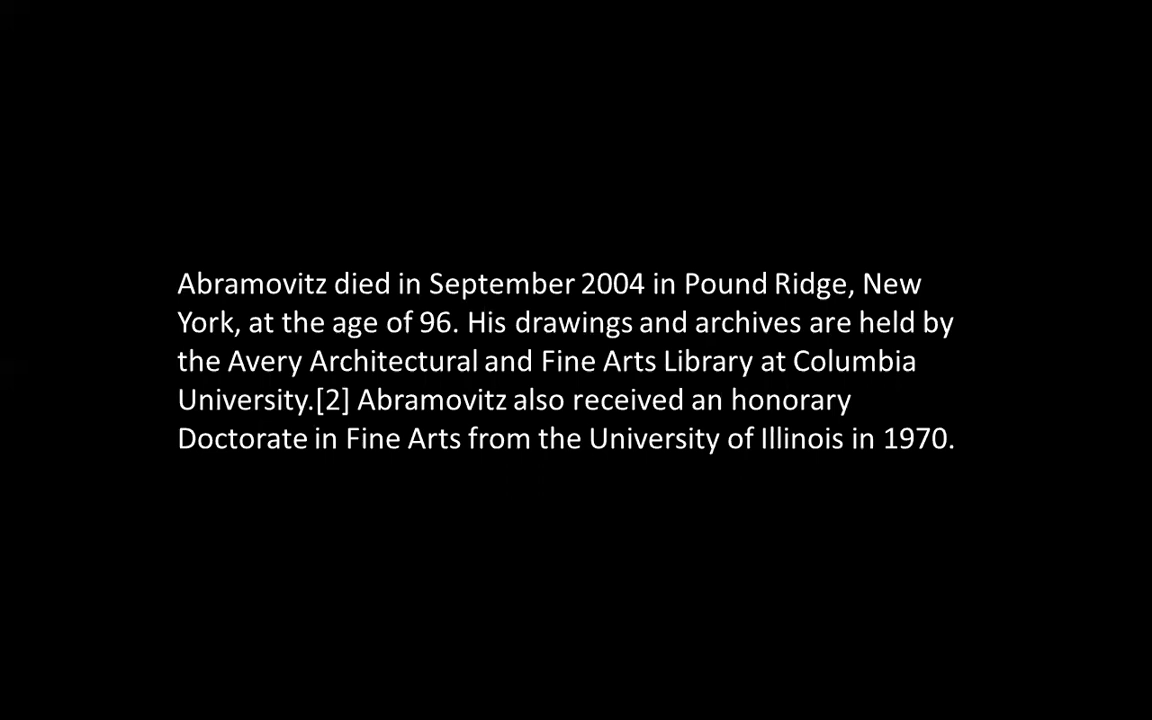 Abramovitz died in September 2004 in Pound Ridge, New
York, at the age of 96. His drawings and archives are held by
the Avery Architectural and Fine Arts Library at Columbia
University.[2] Abramovitz also received an honorary
Doctorate in Fine Arts from the University of Illinois in 1970.